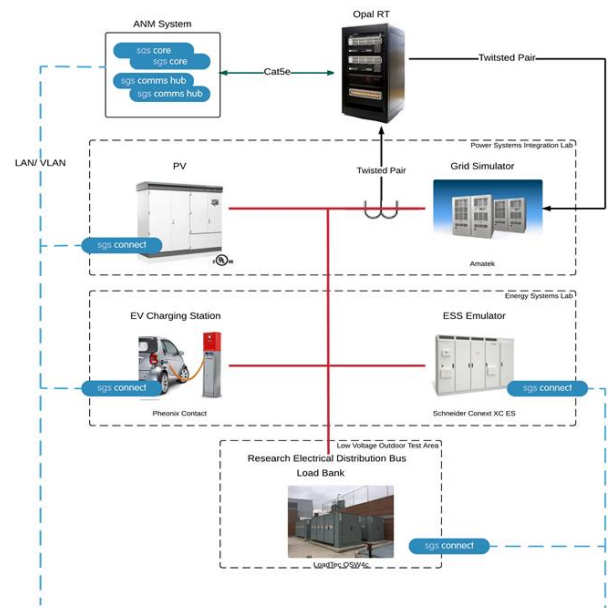 ANM System
Opal RT
sgs core
sgs core
sgs comms hub
sgs comms hub
Cat5e
Twitsted Pair
LAN/ VLAN
Power Systems Integration Lab
PV
Twisted Pair
Grid Simulator
sgs connect
Amatek
Energy Systems Lab
EV Charging Station
ESS Emulator
sgs connect
sgs connect
Pheonix Contact
Schneider Conext XC ES
Low Voltage Outdoor Test Area
Research Electrical Distribution Bus
Load Bank
sgs connect
LoadTec OSW4c